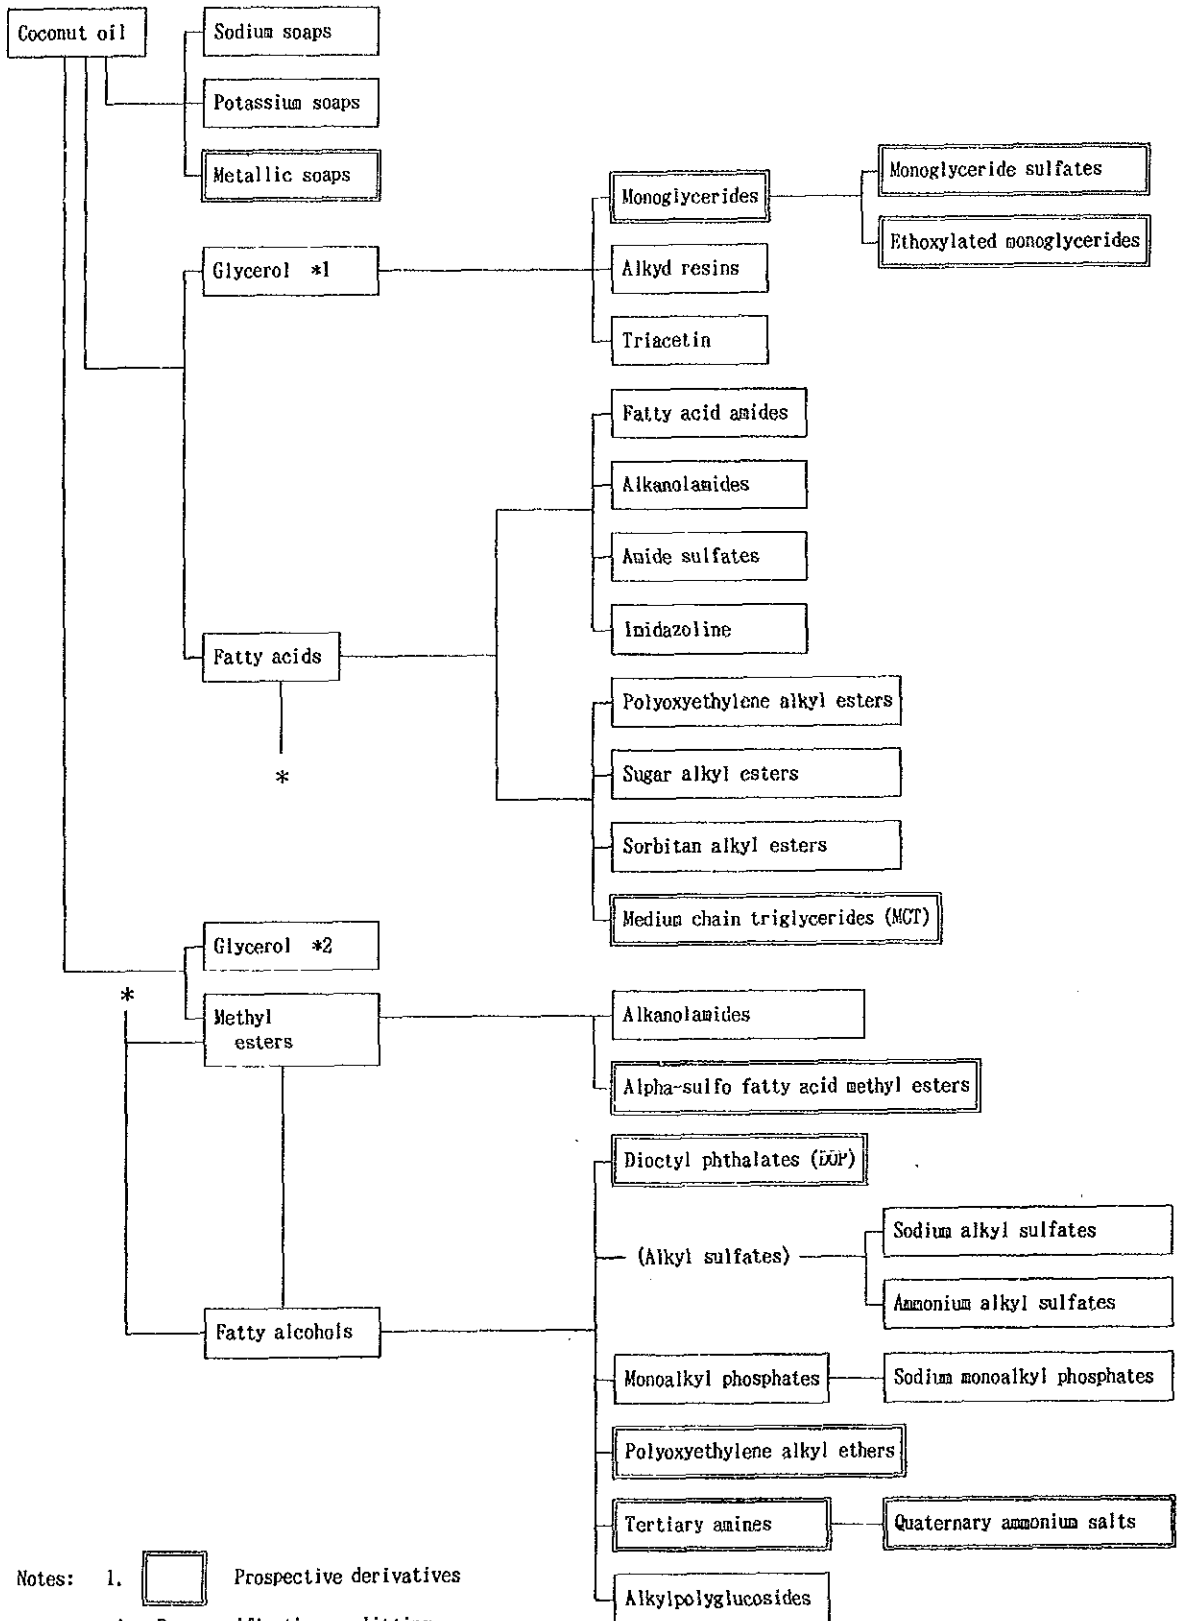 Coconut oil
Sodium soaps
Potassium soaps
Metallic soaps
Glycerol *1
Monoglycerides
Monoglyceride sulfates
Ethoxylated monoglycerides
Alkyd resins
Triacetin
Fatty acids
*
Fatty acid amides
Alkanolamides
Amide sulfates
Imidazoline
Polyoxyethylene alkyl esters
Sugar alkyl esters
Sorbitan alkyl esters
Medium chain triglycerides (MCT)
Glycerol *2
*
Methyl
esters
Alkanolamides
Alpha-sulfo fatty acid methyl esters
Fatty alcohols
Dioctyl phthalates (DOP)
(Alkyl sulfates)
Sodium alkyl sulfates
Ammonium alkyl sulfates
Monoalkyl phosphates
Sodium monoalkyl phosphates
Polyoxyethylene alkyl ethers
Tertiary amines
Quaternary ammonium salts
Alkylpolyglucosides
Notes: 1. Prospective derivatives